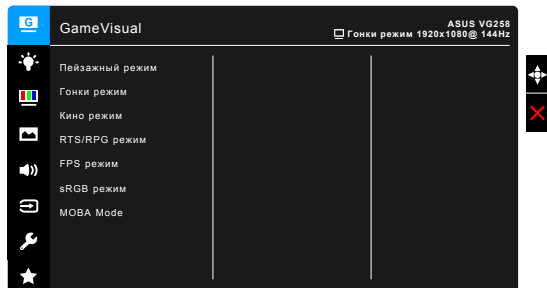 G
GameVisual
ASUS VG258
Гонки режим 1920x1080@ 144Hz
Пейзажный режим
Гонки режим
Кино режим
RTS/RPG режим
FPS режим
sRGB режим
MOBA Mode